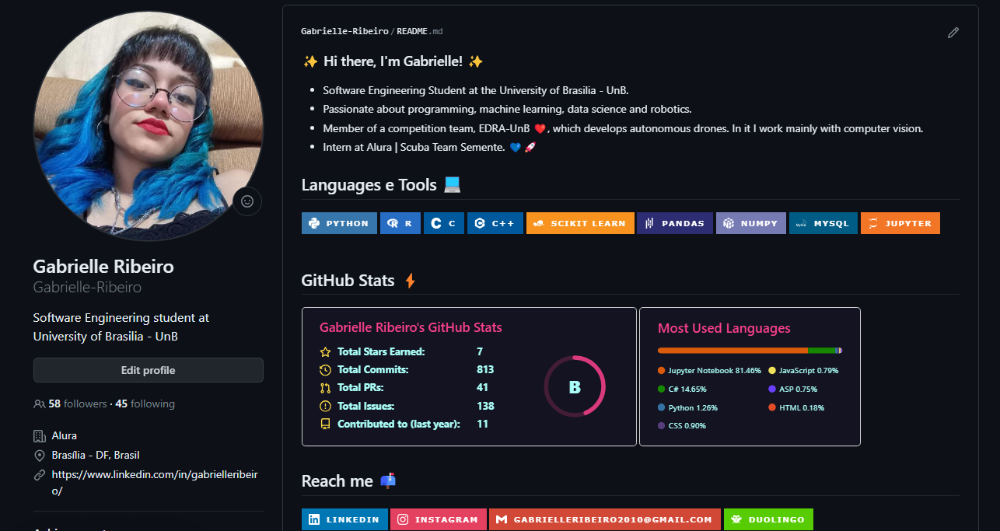 Gabrielle-Ribeiro/README.md
✨ Hi there, I'm Gabrielle! ✨
Software Engineering Student at the University of Brasilia - UnB.
Passionate about programming, machine learning, data science and robotics.
Member of a competition team, EDRA-UnB ❤️, which develops autonomous drones. In it I work mainly with computer vision.
Intern at Alura | Scuba Team Semente. 💙 🚀
Languages e Tools 💻
PYTHON R C C++ SCIKIT LEARN PANDAS NUMPY MYSQL JUPYTER
GitHub Stats ⚡
Gabrielle Ribeiro's GitHub Stats
Total Stars Earned: 7
Total Commits: 813
Total PRs: 41
Total Issues: 138
Contributed to (last year): 11
B
Most Used Languages
Jupyter Notebook 81.46% JavaScript 0.79%
C# 14.65% ASP 0.75%
Python 1.26% HTML 0.18%
CSS 0.90%
Reach me 📫
LINKEDIN INSTAGRAM GABRIELLERIBEIRO2010@GMAIL.COM DUOLINGO
Gabrielle Ribeiro
Gabrielle-Ribeiro
Software Engineering student at
University of Brasilia - UnB
Edit profile
58 followers · 45 following
Alura
Brasília - DF, Brasil
https://www.linkedin.com/in/gabrielleribeir
o/